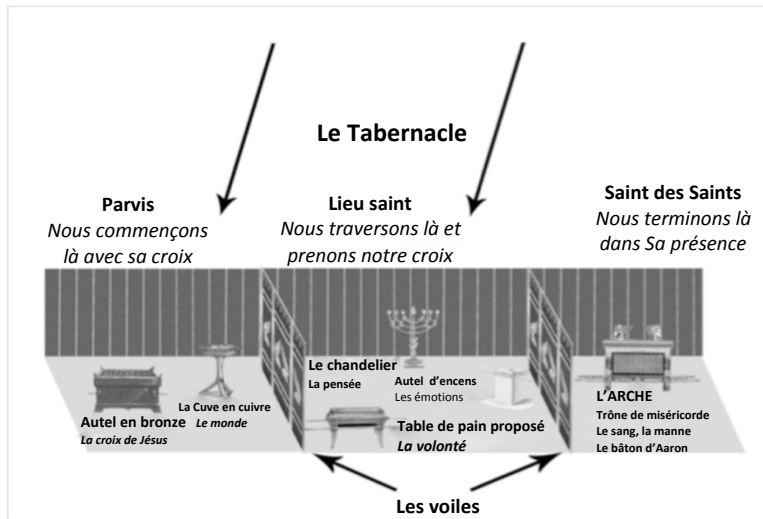 Le Tabernacle
Parvis
Nous commençons
là avec sa croix
Lieu saint
Nous traversons là et
prenons notre croix
Saint des Saints
Nous terminons là
dans Sa présence
Autel en bronze
La croix de Jésus
La Cuve en cuivre
Le monde
Le chandelier
La pensée
Autel d'encens
Les émotions
Table de pain proposé
La volonté
L'ARCHE
Trône de miséricorde
Le sang, la manne
Le bâton d'Aaron
Les voiles